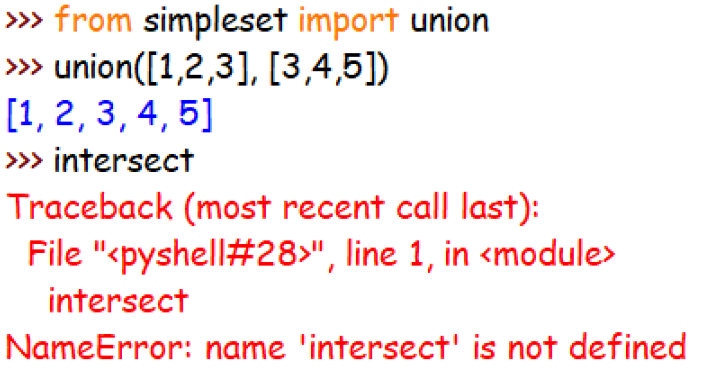 >>> from simpleset import union
>>> union([1,2,3], [3,4,5])
[1, 2, 3, 4, 5]
>>> intersect
Traceback (most recent call last):
  File "<pyshell#28>", line 1, in <module>
    intersect
NameError: name 'intersect' is not defined